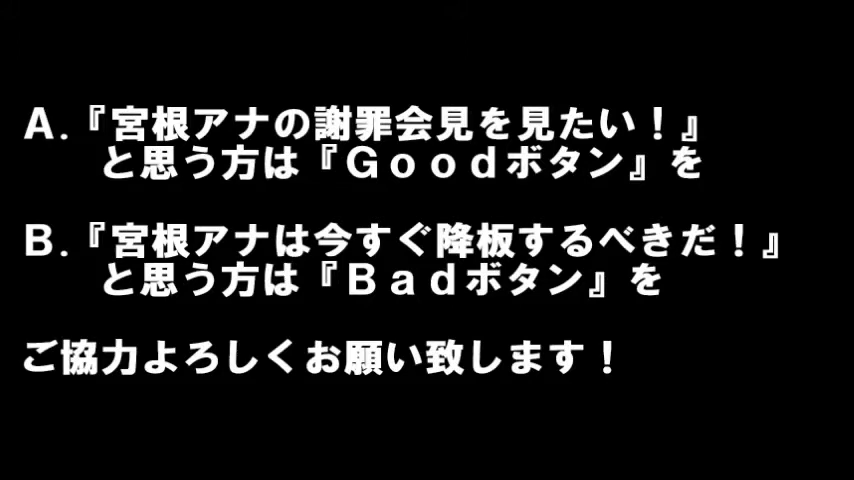 A.『宮根アナの謝罪会見を見たい！』
と思う方は『Ｇｏｏｄボタン』を
B.『宮根アナは今すぐ降板するべきだ！』
と思う方は『Ｂａｄボタン』を
ご協力よろしくお願い致します！